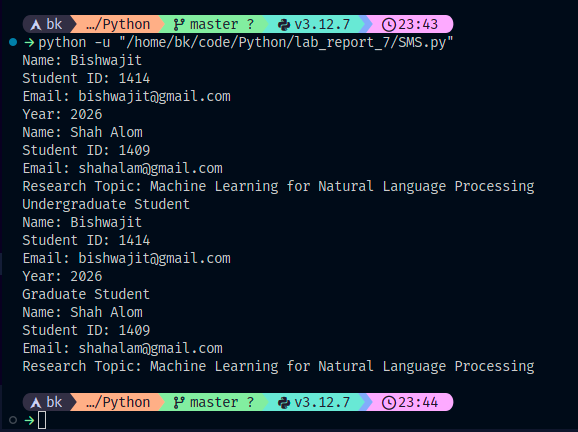 bk …/Python master ? v3.12.7 23:43
→ python -u "/home/bk/code/Python/lab_report_7/SMS.py"
Name: Bishwajit
Student ID: 1414
Email: bishwajit@gmail.com
Year: 2026
Name: Shah Alom
Student ID: 1409
Email: shahalam@gmail.com
Research Topic: Machine Learning for Natural Language Processing
Undergraduate Student
Name: Bishwajit
Student ID: 1414
Email: bishwajit@gmail.com
Year: 2026
Graduate Student
Name: Shah Alom
Student ID: 1409
Email: shahalam@gmail.com
Research Topic: Machine Learning for Natural Language Processing
bk …/Python master ? v3.12.7 23:44
→